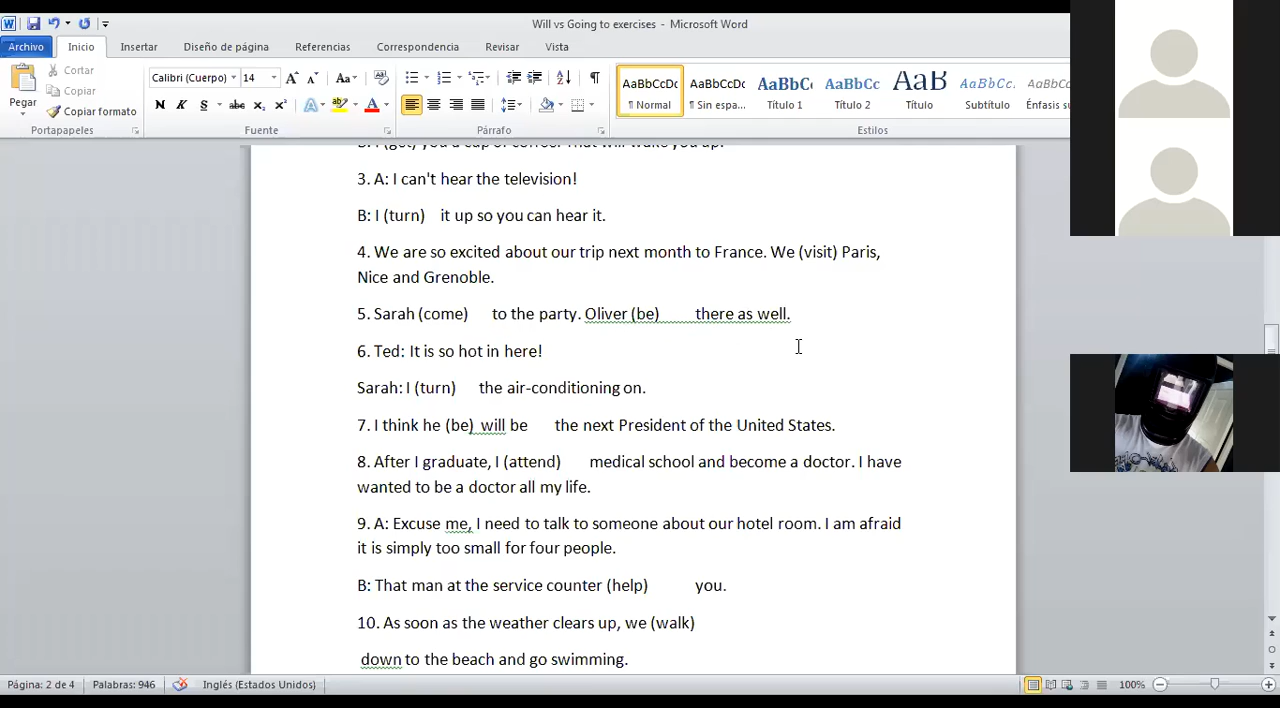 Will vs Going to exercises - Microsoft Word
Archivo Inicio Insertar Diseño de página Referencias Correspondencia Revisar Vista
Pegar
Cortar
Copiar
Copiar formato
Calibri (Cuerpo) 14
AaBbCcDc AaBbCcDc AaBbC AaBbCc AaB AaBbCc. AaBbCc
¶ Normal ¶ Sin espa... Título 1 Título 2 Título Subtítulo Énfasis su
Portapapeles Fuente Párrafo Estilos
B: I (get) you a cup of coffee. That will wake you up.
3. A: I can't hear the television!
B: I (turn) it up so you can hear it.
4. We are so excited about our trip next month to France. We (visit) Paris,
Nice and Grenoble.
5. Sarah (come) to the party. Oliver (be) there as well.
6. Ted: It is so hot in here!
Sarah: I (turn) the air-conditioning on.
7. I think he (be) will be the next President of the United States.
8. After I graduate, I (attend) medical school and become a doctor. I have
wanted to be a doctor all my life.
9. A: Excuse me, I need to talk to someone about our hotel room. I am afraid
it is simply too small for four people.
B: That man at the service counter (help) you.
10. As soon as the weather clears up, we (walk)
down to the beach and go swimming.
Página: 2 de 4 Palabras: 946 Inglés (Estados Unidos) 100%